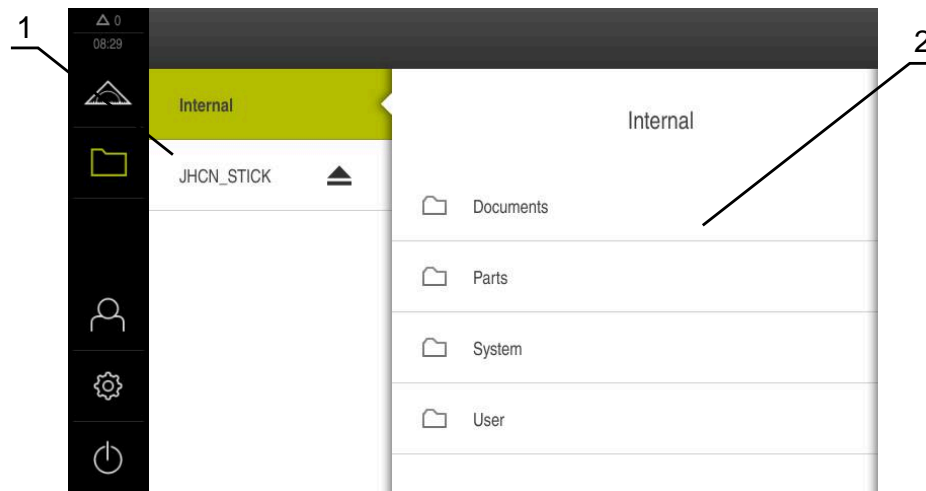 1
2
0
08:29
Internal
JHCN_STICK
Internal
Documents
Parts
System
User